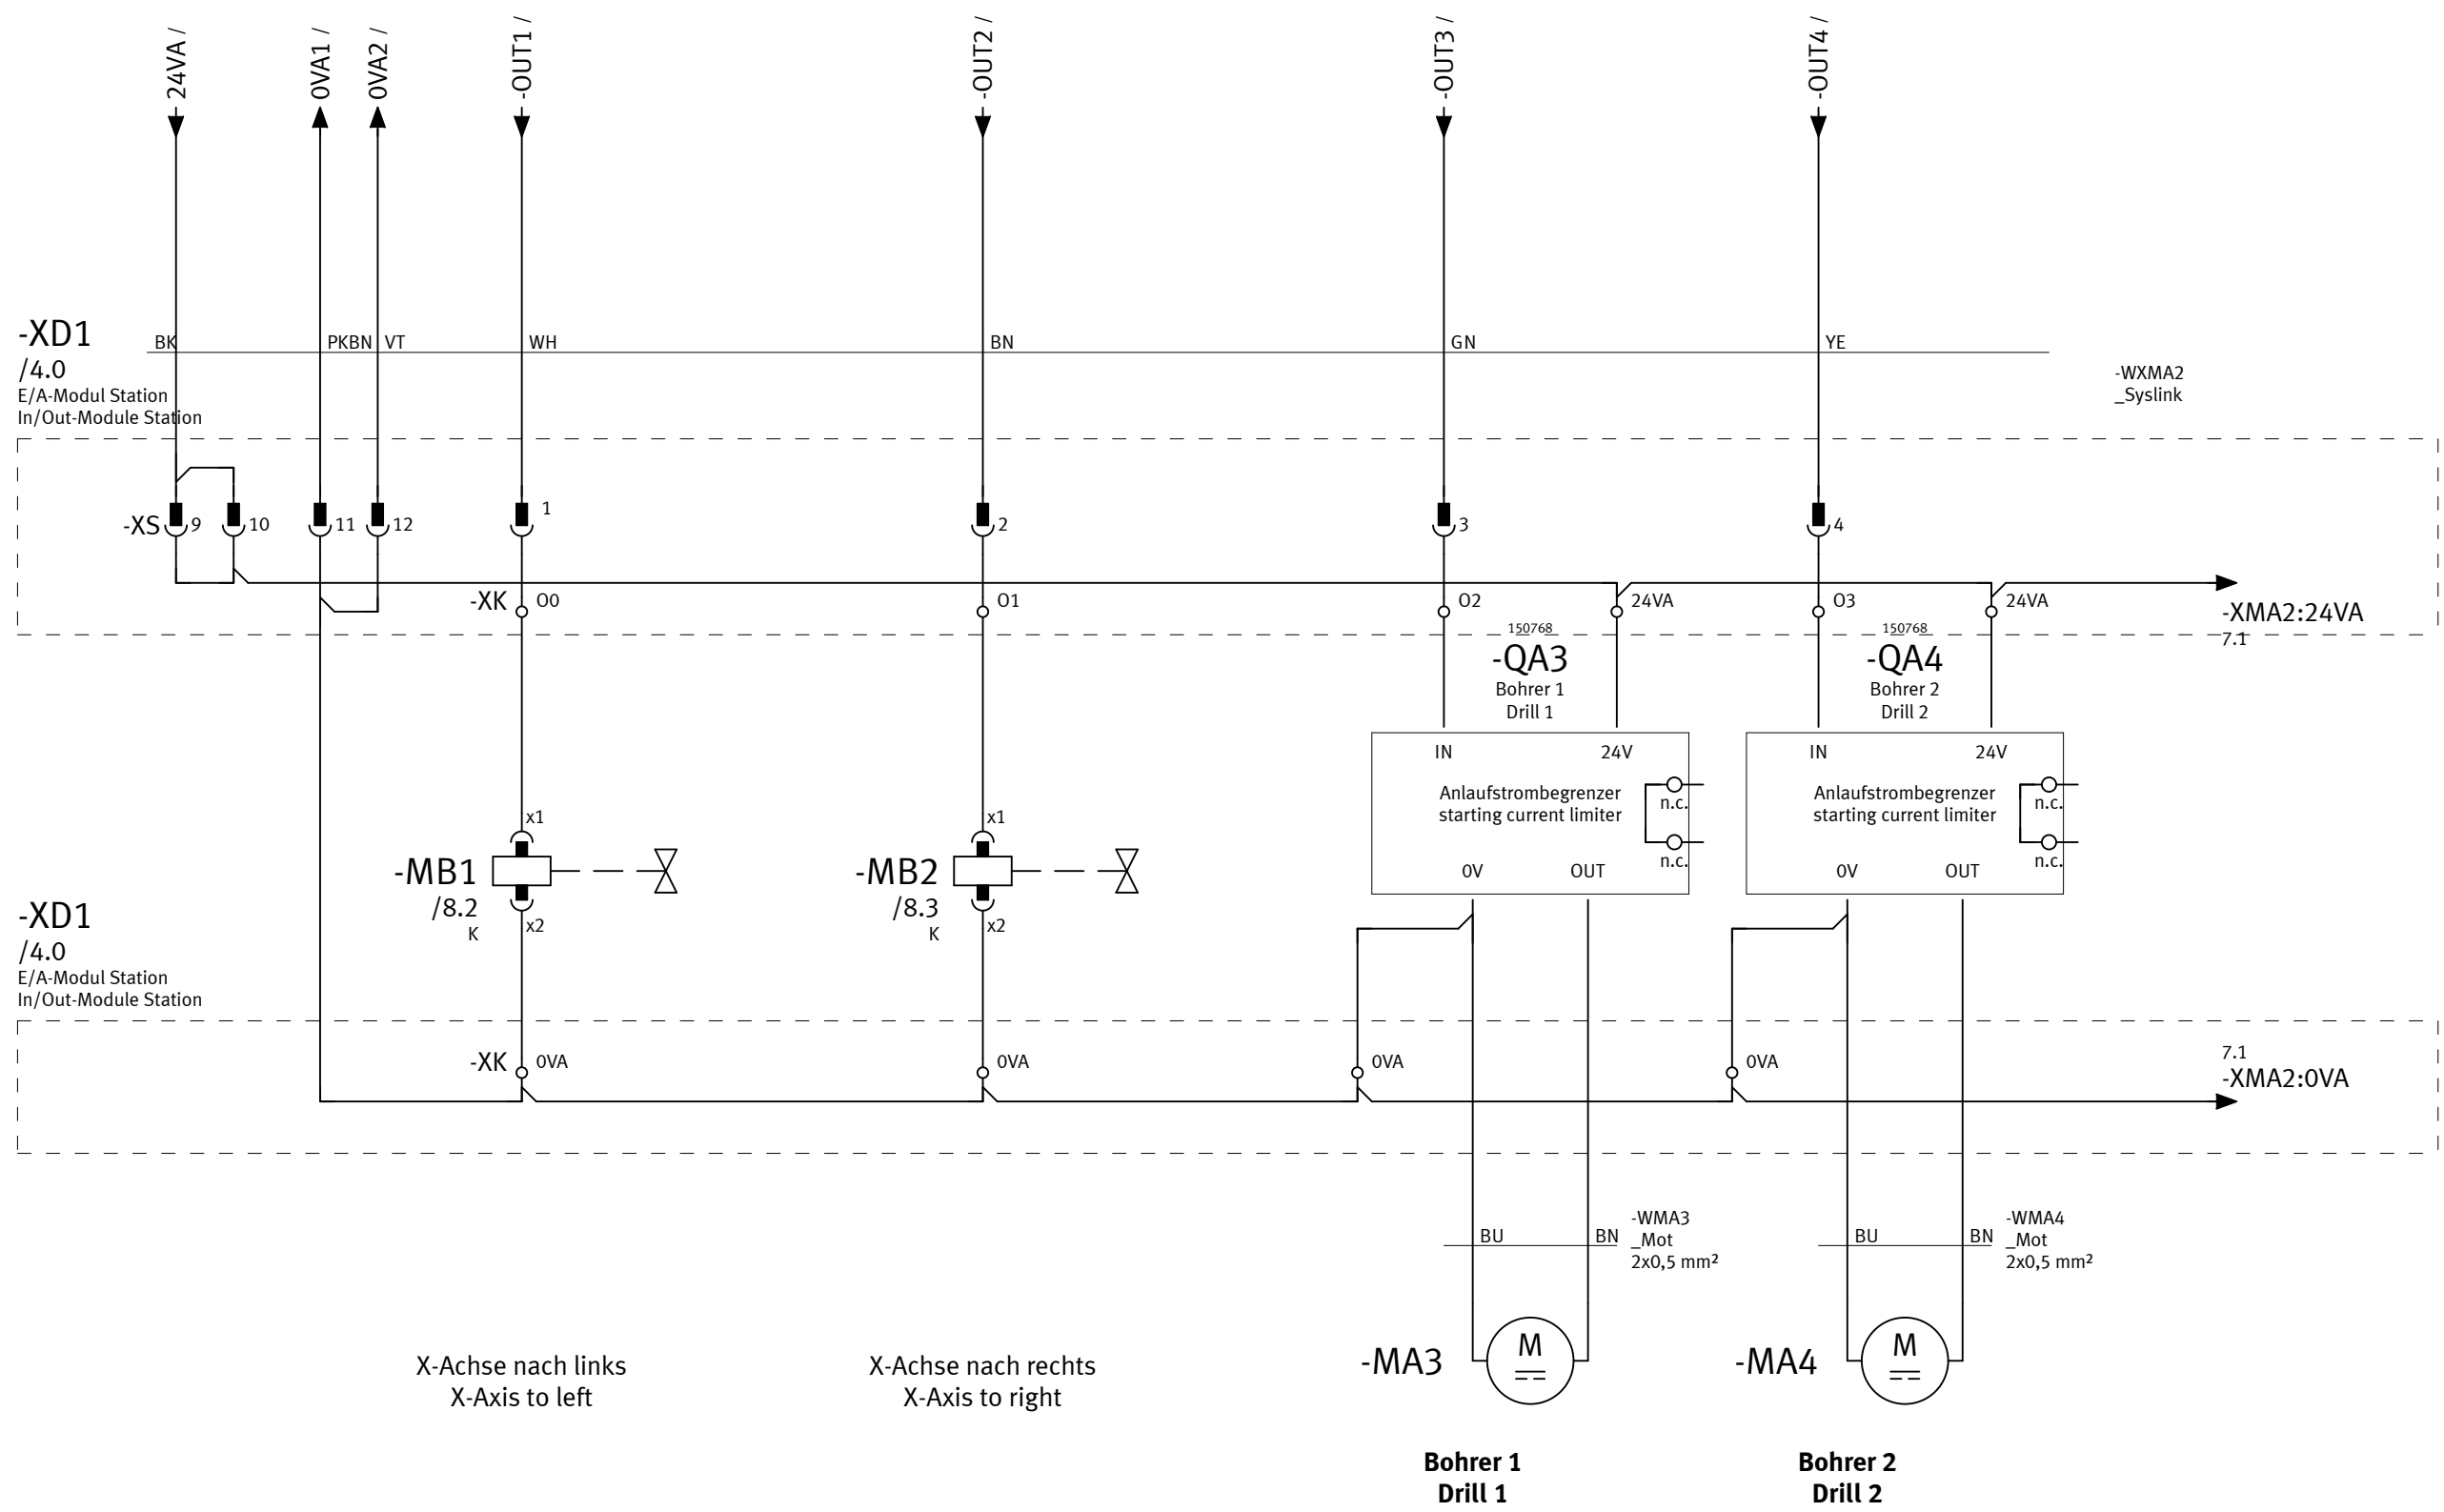 24VA /
0VA1 /
0VA2 /
-OUT1 /
-OUT2 /
-OUT3 /
-OUT4 /
-XD1
/4.0
E/A-Modul Station
In/Out-Module Station
BK
PKBN
VT
WH
BN
GN
YE
-WXMA2
_Syslink
-XS
9
10
11
12
1
2
3
4
-XK
O0
O1
O2
24VA
O3
24VA
-XMA2:24VA
7.1
150768
-QA3
Bohrer 1
Drill 1
150768
-QA4
Bohrer 2
Drill 2
IN
24V
Anlaufstrombegrenzer
starting current limiter
n.c.
n.c.
0V
OUT
IN
24V
Anlaufstrombegrenzer
starting current limiter
n.c.
n.c.
0V
OUT
x1
-MB1
/8.2
K
x2
x1
-MB2
/8.3
K
x2
-XD1
/4.0
E/A-Modul Station
In/Out-Module Station
-XK
0VA
0VA
0VA
0VA
7.1
-XMA2:0VA
BU
BN
-WMA3
_Mot
2x0,5 mm²
BU
BN
-WMA4
_Mot
2x0,5 mm²
-MA3
M
-MA4
M
X-Achse nach links
X-Axis to left
X-Achse nach rechts
X-Axis to right
Bohrer 1
Drill 1
Bohrer 2
Drill 2